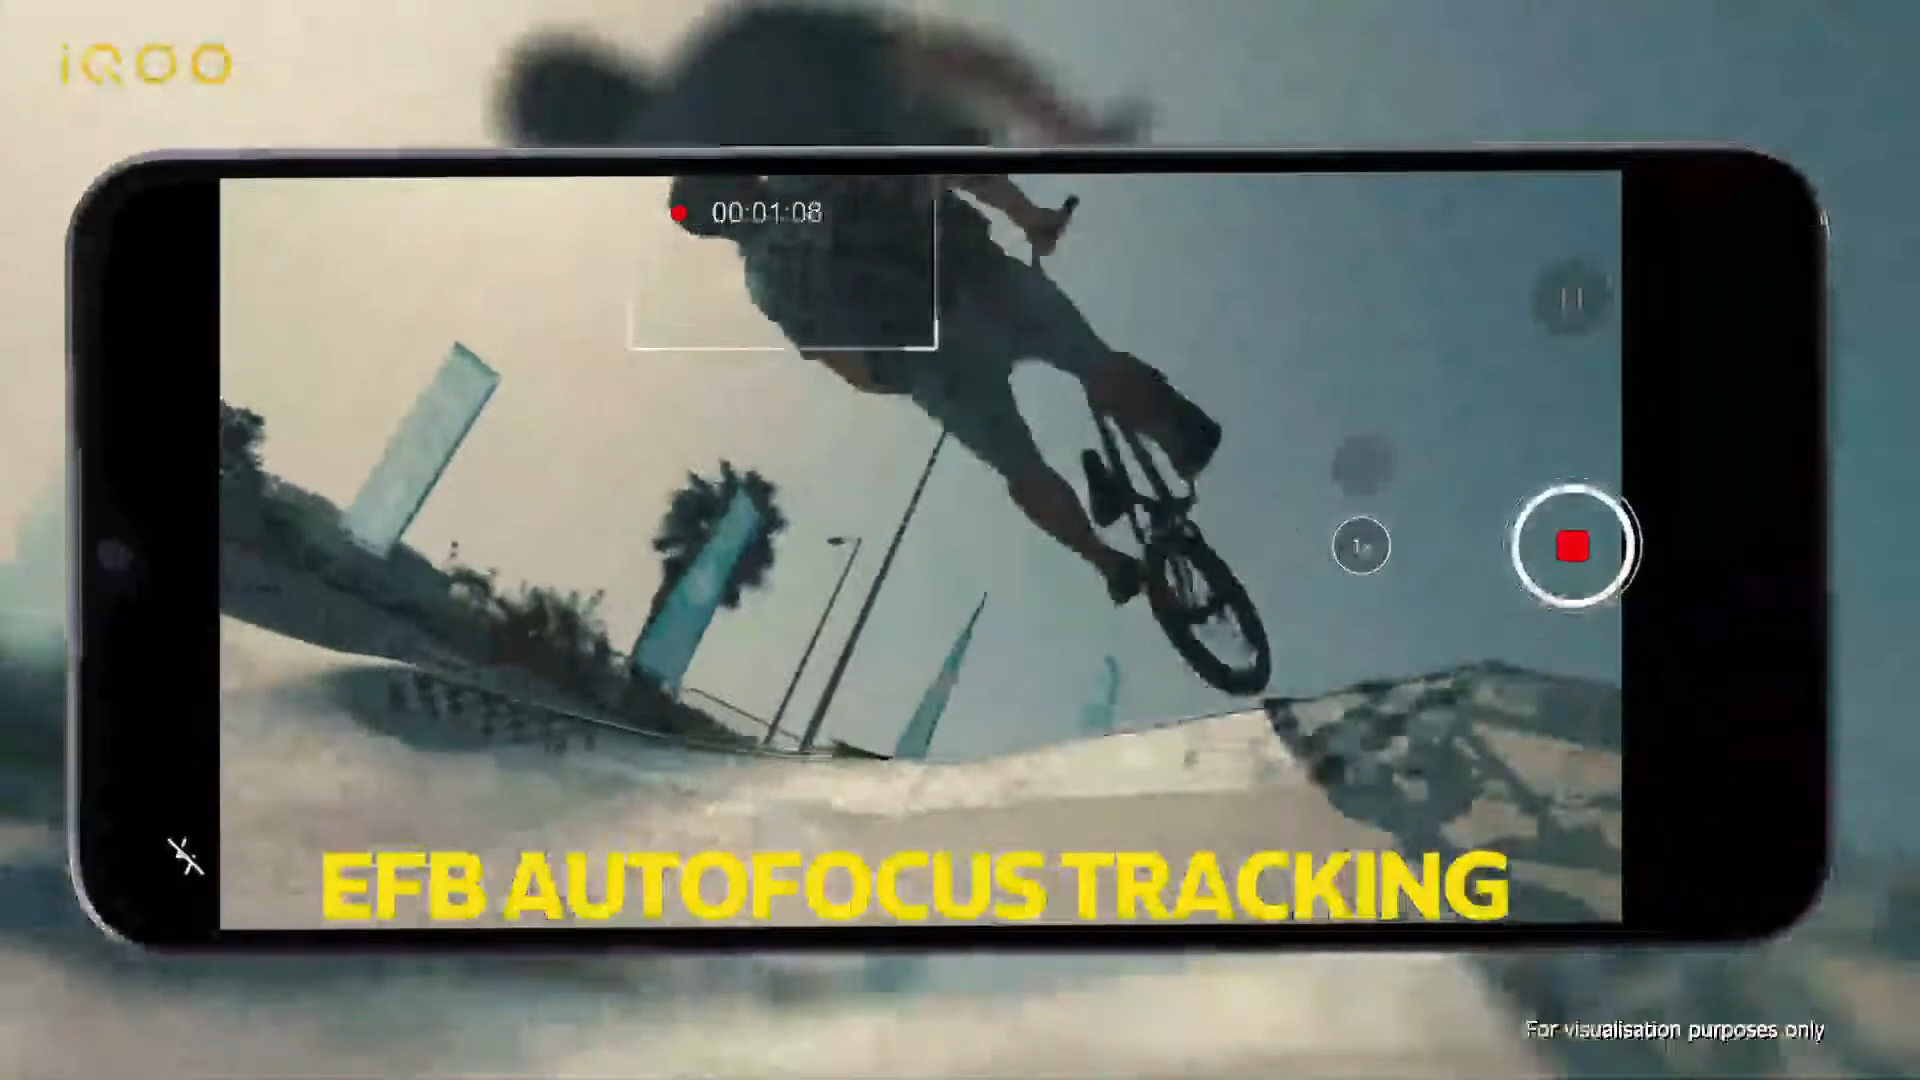 iQOO
00:01:08
1x
EFB AUTOFOCUS TRACKING
For visualisation purposes only